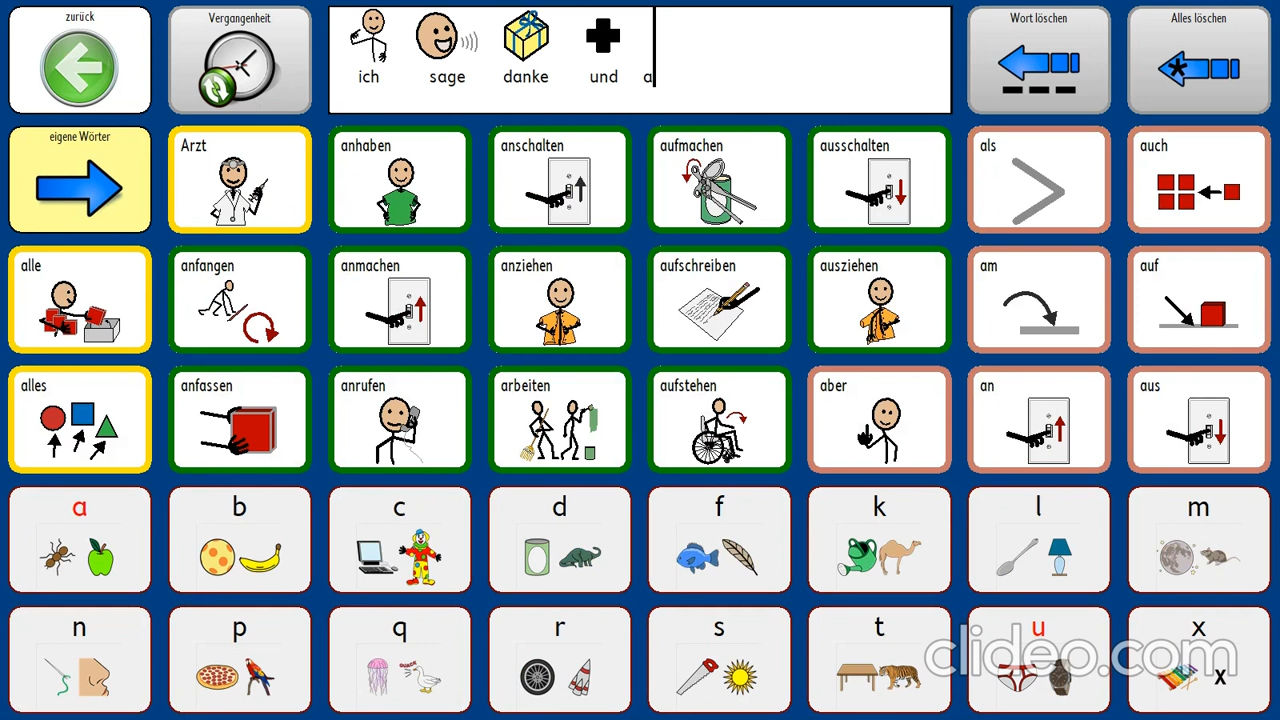 zurück
Vergangenheit
ich sage danke und a
Wort löschen
Alles löschen
eigene Wörter
Arzt
anhaben
anschalten
aufmachen
ausschalten
als
auch
alle
anfangen
anmachen
anziehen
aufschreiben
ausziehen
am
auf
alles
anfassen
anrufen
arbeiten
aufstehen
aber
an
aus
a
b
c
d
f
k
l
m
n
p
q
QUACK
r
s
t
u
x
x
clideo.com